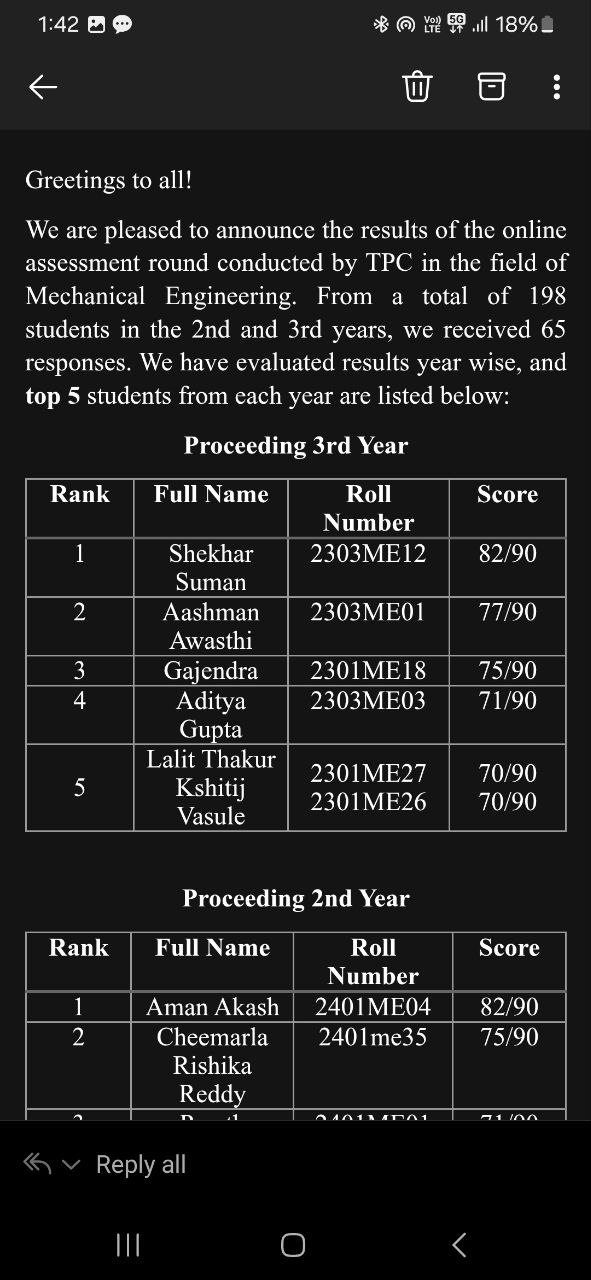 1:42
Vo)) LTE 5G 18%
Greetings to all!
We are pleased to announce the results of the online
assessment round conducted by TPC in the field of
Mechanical Engineering. From a total of 198
students in the 2nd and 3rd years, we received 65
responses. We have evaluated results year wise, and
top 5 students from each year are listed below:
Proceeding 3rd Year
Rank Full Name Roll Score
Number
1 Shekhar 2303ME12 82/90
Suman
2 Aashman 2303ME01 77/90
Awasthi
3 Gajendra 2301ME18 75/90
4 Aditya 2303ME03 71/90
Gupta
Lalit Thakur
5 Kshitij 2301ME27 70/90
Vasule 2301ME26 70/90
Proceeding 2nd Year
Rank Full Name Roll Score
Number
1 Aman Akash 2401ME04 82/90
2 Cheemarla 2401me35 75/90
Rishika
Reddy
2401ME01 71/90
Reply all